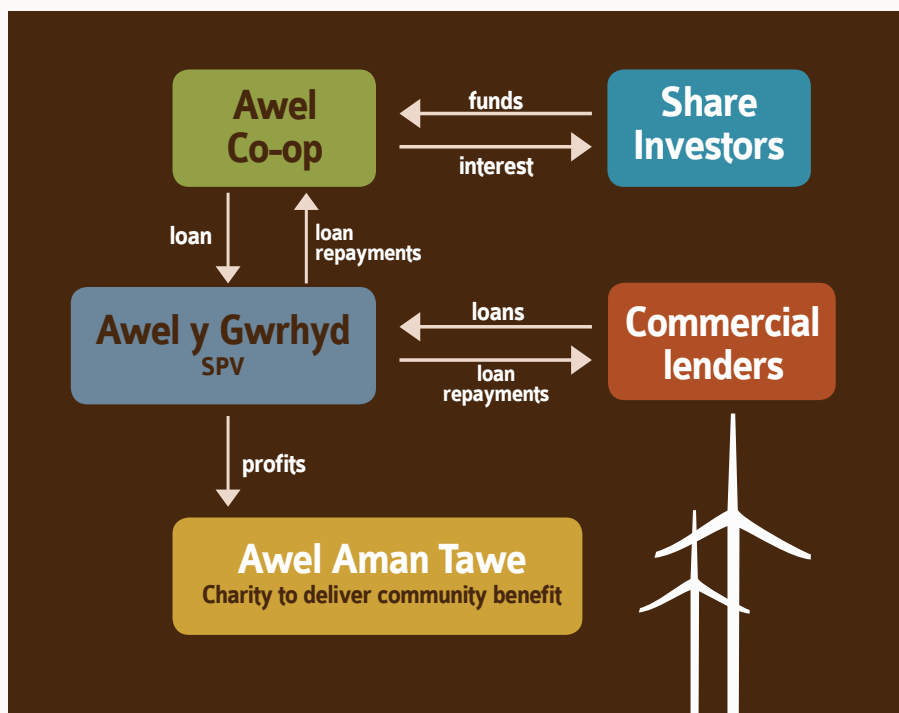 Awel
Co-op
funds
interest
Share
Investors
loan
loan
repayments
Awel y Gwrhyd
SPV
loans
loan
repayments
Commercial
lenders
profits
Awel Aman Tawe
Charity to deliver community benefit